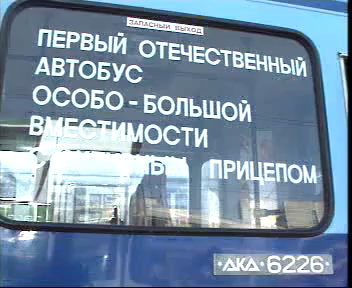 ЗАПАСНЫЙ ВЫХОД
ПЕРВЫЙ ОТЕЧЕСТВЕННЫЙ
АВТОБУС
ОСОБО-БОЛЬШОЙ
ВМЕСТИМОСТИ
ПРИЦЕПОМ
·АКА·6226·